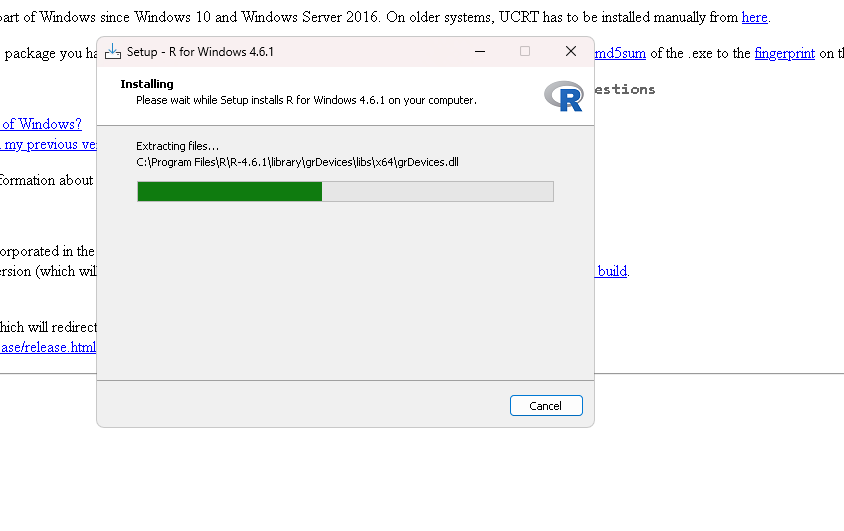 part of Windows since Windows 10 and Windows Server 2016. On older systems, UCRT has to be installed manually from here.
package you ha
md5sum of the .exe to the fingerprint on th
Setup - R for Windows 4.6.1
Installing
Please wait while Setup installs R for Windows 4.6.1 on your computer.
R
estions
of Windows?
my previous ve
Extracting files...
C:\Program Files\R\R-4.6.1\library\grDevices\libs\x64\grDevices.dll
formation about
orporated in the
ersion (which wil
build.
hich will redirect
ase/release.html
Cancel